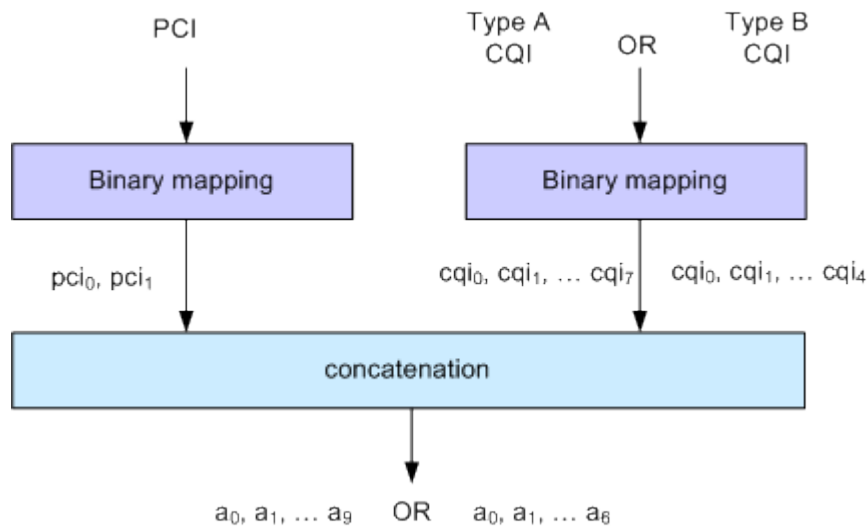 PCI
Type A
CQI
OR
Type B
CQI
Binary mapping
Binary mapping
pci₀, pci₁
cqi₀, cqi₁, … cqi₇
cqi₀, cqi₁, … cqi₄
concatenation
a₀, a₁, … a₉ OR a₀, a₁, … a₆